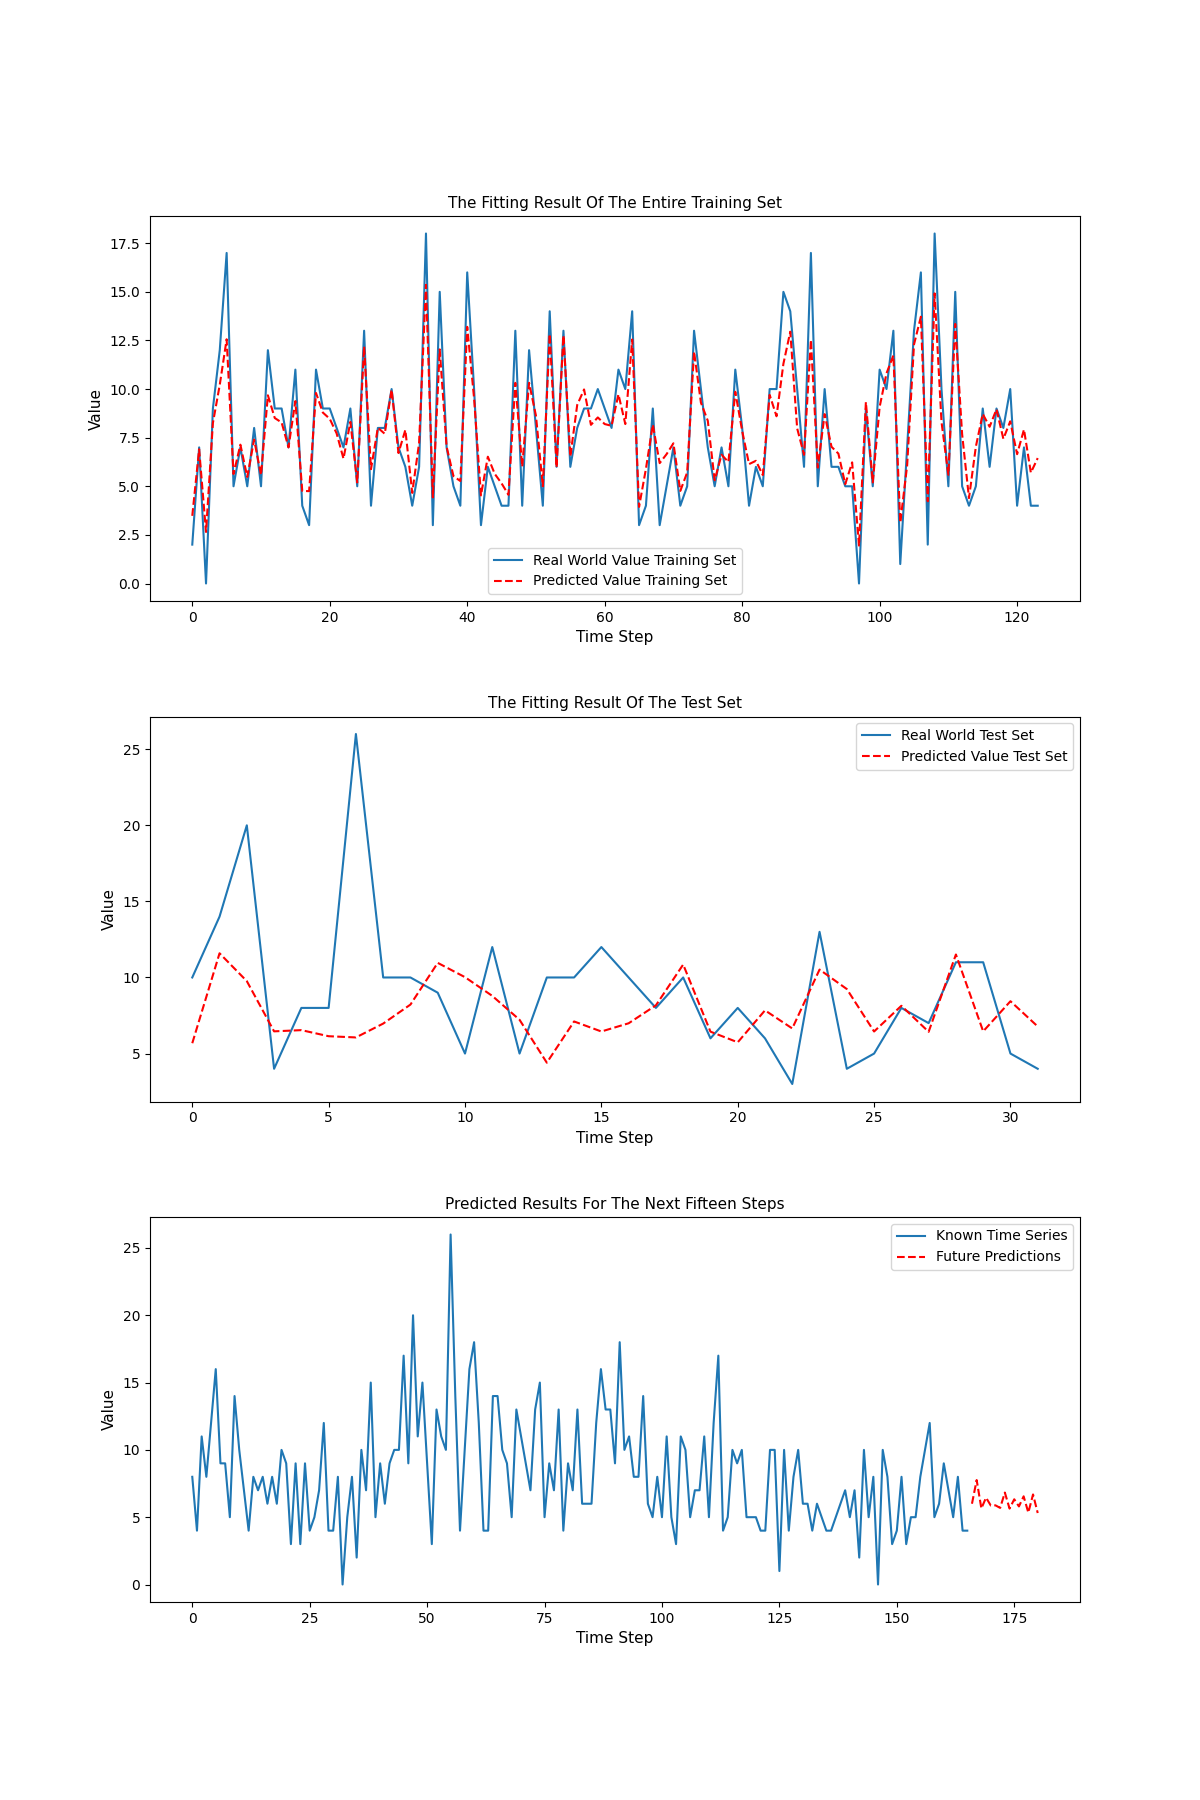 The Fitting Result Of The Entire Training Set
17.5
15.0
12.5
10.0
7.5
5.0
2.5
0.0
Value
Real World Value Training Set
Predicted Value Training Set
0 20 40 60 80 100 120
Time Step
The Fitting Result Of The Test Set
Real World Test Set
Predicted Value Test Set
25
20
15
10
5
Value
0 5 10 15 20 25 30
Time Step
Predicted Results For The Next Fifteen Steps
Known Time Series
Future Predictions
25
20
15
10
5
0
Value
0 25 50 75 100 125 150 175
Time Step